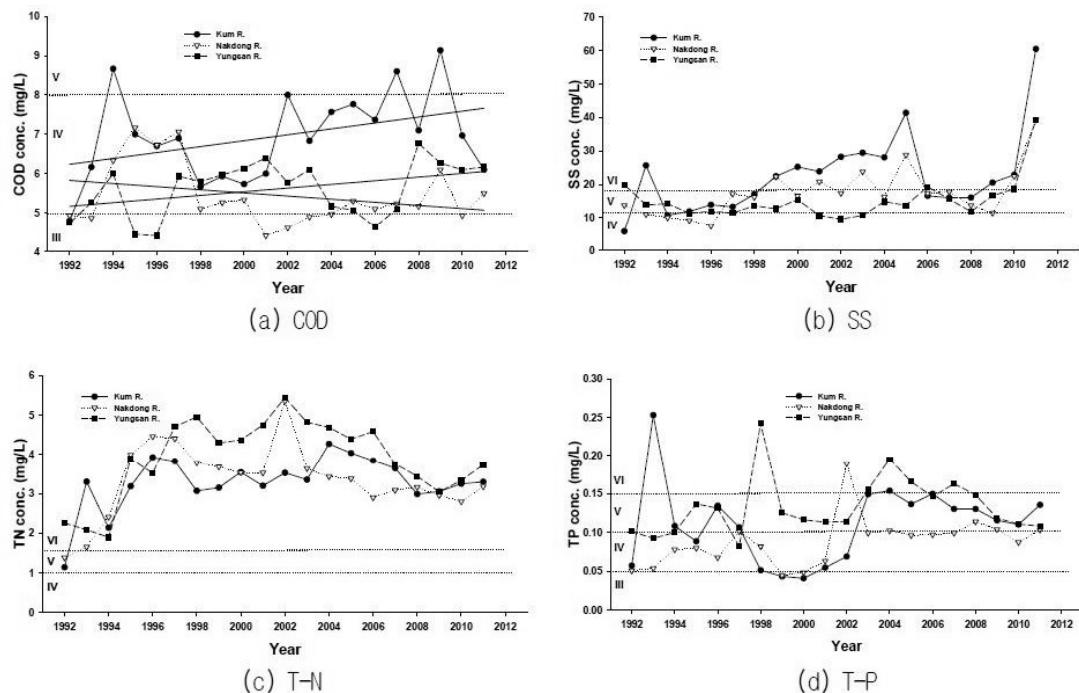 10
9
8
7
6
5
4
COD conc. (mg/L)
Kum R.
Nakdong R.
Yungsan R.
V
IV
III
1992 1994 1996 1998 2000 2002 2004 2006 2008 2010 2012
Year
(a) COD
70
60
50
40
30
20
10
0
SS conc. (mg/L)
Kum R.
Nakdong R.
Yungsan R.
VI
V
IV
1992 1994 1996 1998 2000 2002 2004 2006 2008 2010 2012
Year
(b) SS
6
5
4
3
2
1
0
TN conc. (mg/L)
Kum R.
Nakdong R.
Yungsan R.
VI
V
IV
1992 1994 1996 1998 2000 2002 2004 2006 2008 2010 2012
Year
(c) T-N
0.30
0.25
0.20
0.15
0.10
0.05
0.00
TP conc. (mg/L)
Kum R.
Nakdong R.
Yungsan R.
VI
V
IV
III
1992 1994 1996 1998 2000 2002 2004 2006 2008 2010 2012
Year
(d) T-P